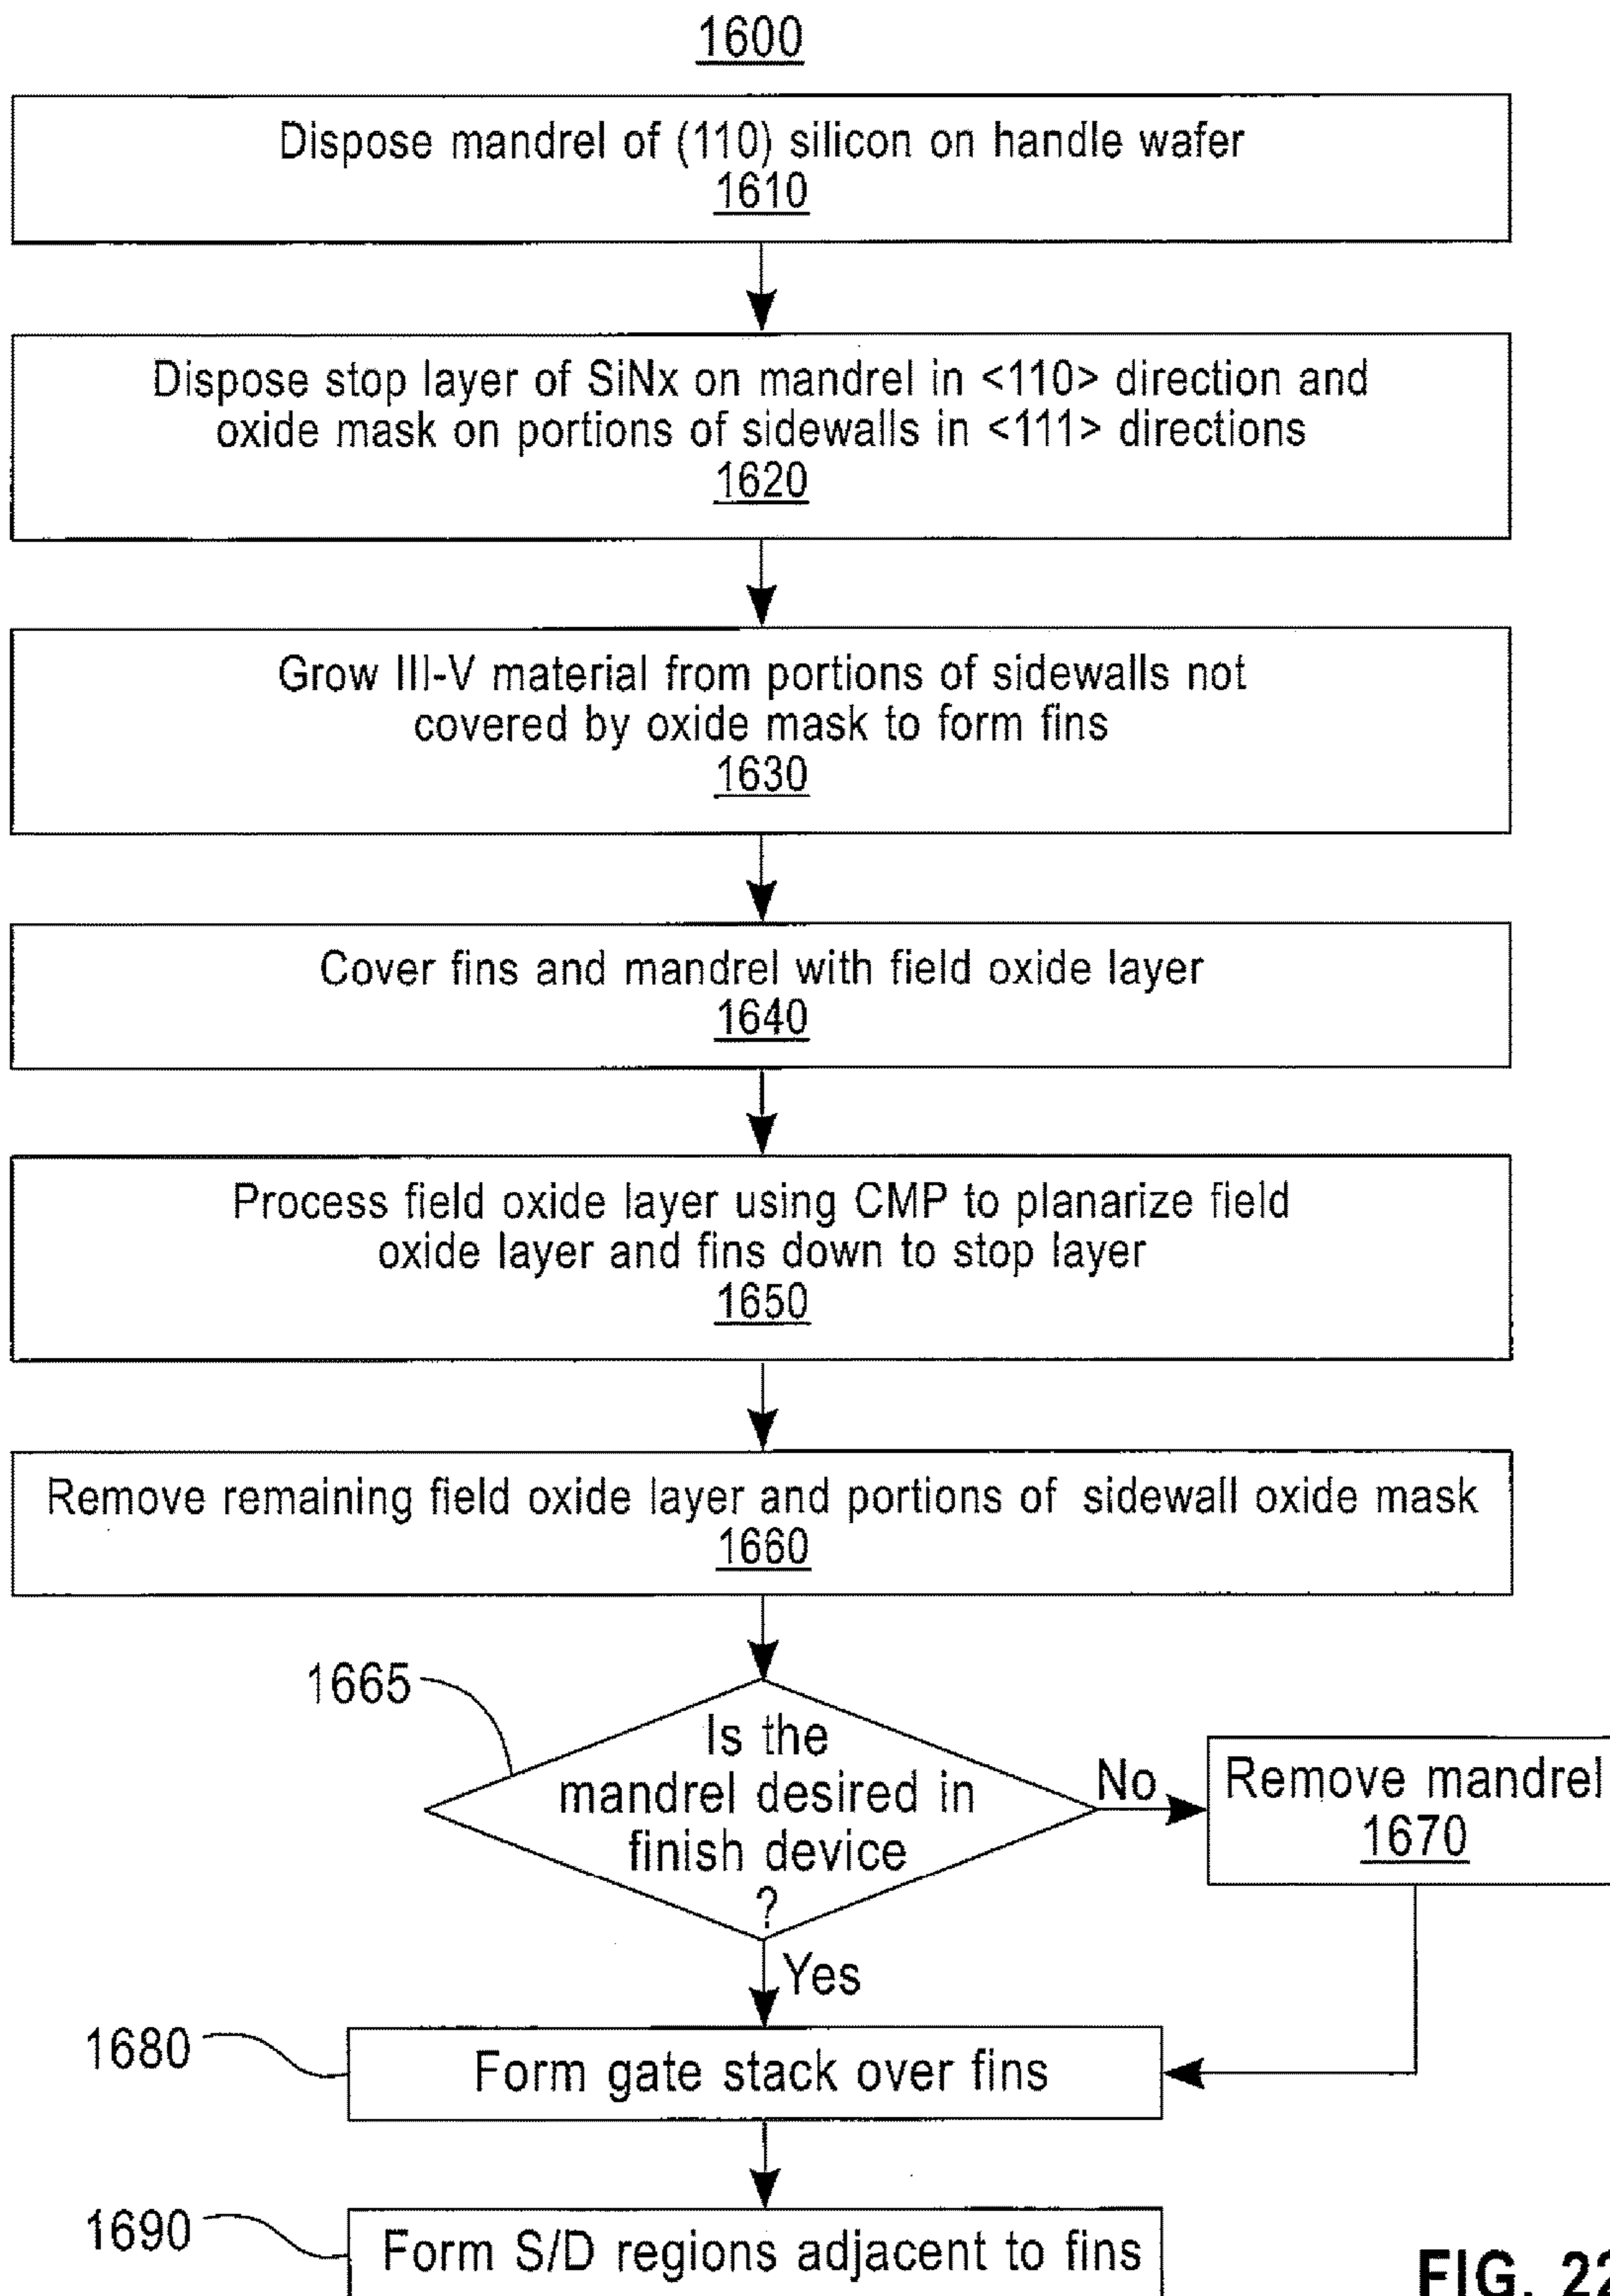 1600
Dispose mandrel of (110) silicon on handle wafer
1610
Dispose stop layer of SiNx on mandrel in <110> direction and
oxide mask on portions of sidewalls in <111> directions
1620
Grow III-V material from portions of sidewalls not
covered by oxide mask to form fins
1630
Cover fins and mandrel with field oxide layer
1640
Process field oxide layer using CMP to planarize field
oxide layer and fins down to stop layer
1650
Remove remaining field oxide layer and portions of sidewall oxide mask
1660
1665
Is the
mandrel desired in
finish device
?
No
Remove mandrel
1670
Yes
1680
Form gate stack over fins
1690
Form S/D regions adjacent to fins
FIG. 22